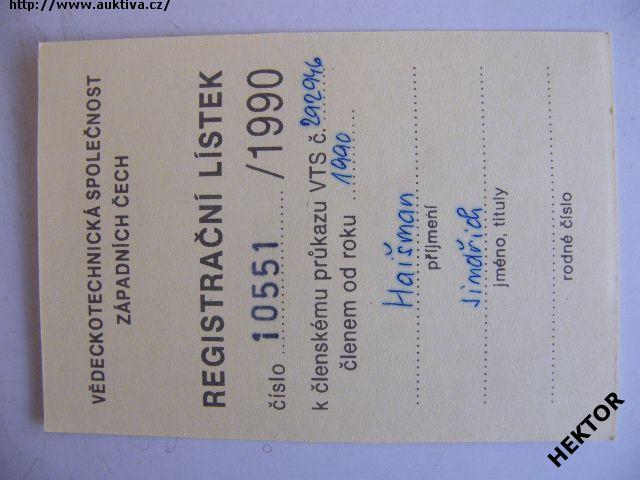 http://www.auktiva.cz/
VĚDECKOTECHNICKÁ SPOLEČNOST
ZÁPADNÍCH ČECH
REGISTRAČNÍ LÍSTEK
číslo 10551 /1990
k členskému průkazu VTS č. 292946
členem od roku 1990
Haišman
příjmení
Jindřich
jméno, tituly
rodné číslo
HEKTOR